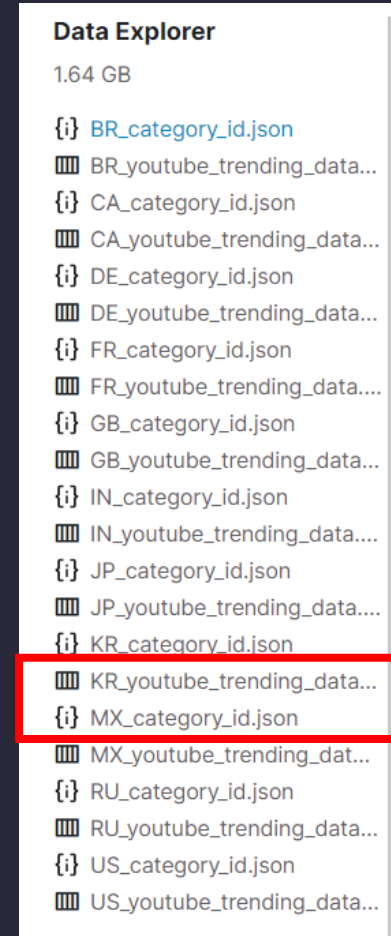 Data Explorer
1.64 GB
{i} BR_category_id.json
BR_youtube_trending_data...
{i} CA_category_id.json
CA_youtube_trending_data...
{i} DE_category_id.json
DE_youtube_trending_data...
{i} FR_category_id.json
FR_youtube_trending_data....
{i} GB_category_id.json
GB_youtube_trending_data...
{i} IN_category_id.json
IN_youtube_trending_data....
{i} JP_category_id.json
JP_youtube_trending_data....
{i} KR_category_id.json
KR_youtube_trending_data...
{i} MX_category_id.json
MX_youtube_trending_dat...
{i} RU_category_id.json
RU_youtube_trending_data...
{i} US_category_id.json
US_youtube_trending_data...